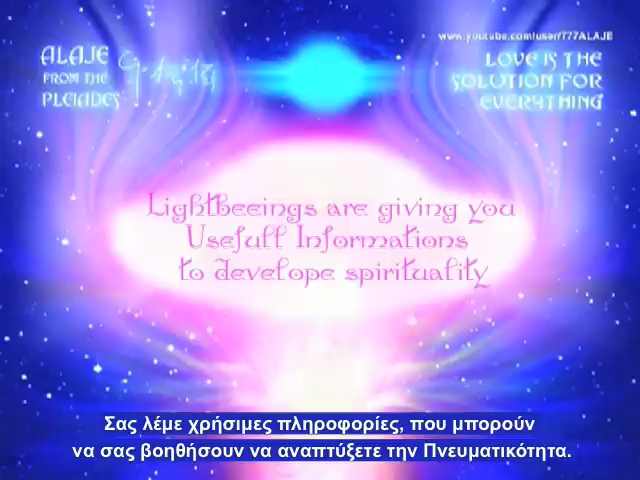 www.youtube.com/user/777ALAJE
ALAJE
FROM THE
PLEIADES
LOVE IS THE
SOLUTION FOR
EVERYTHING
Lightbeeings are giving you
Usefull Informations
to develope spirituality
Σας λέμε χρήσιμες πληροφορίες, που μπορούν
να σας βοηθήσουν να αναπτύξετε την Πνευματικότητα.